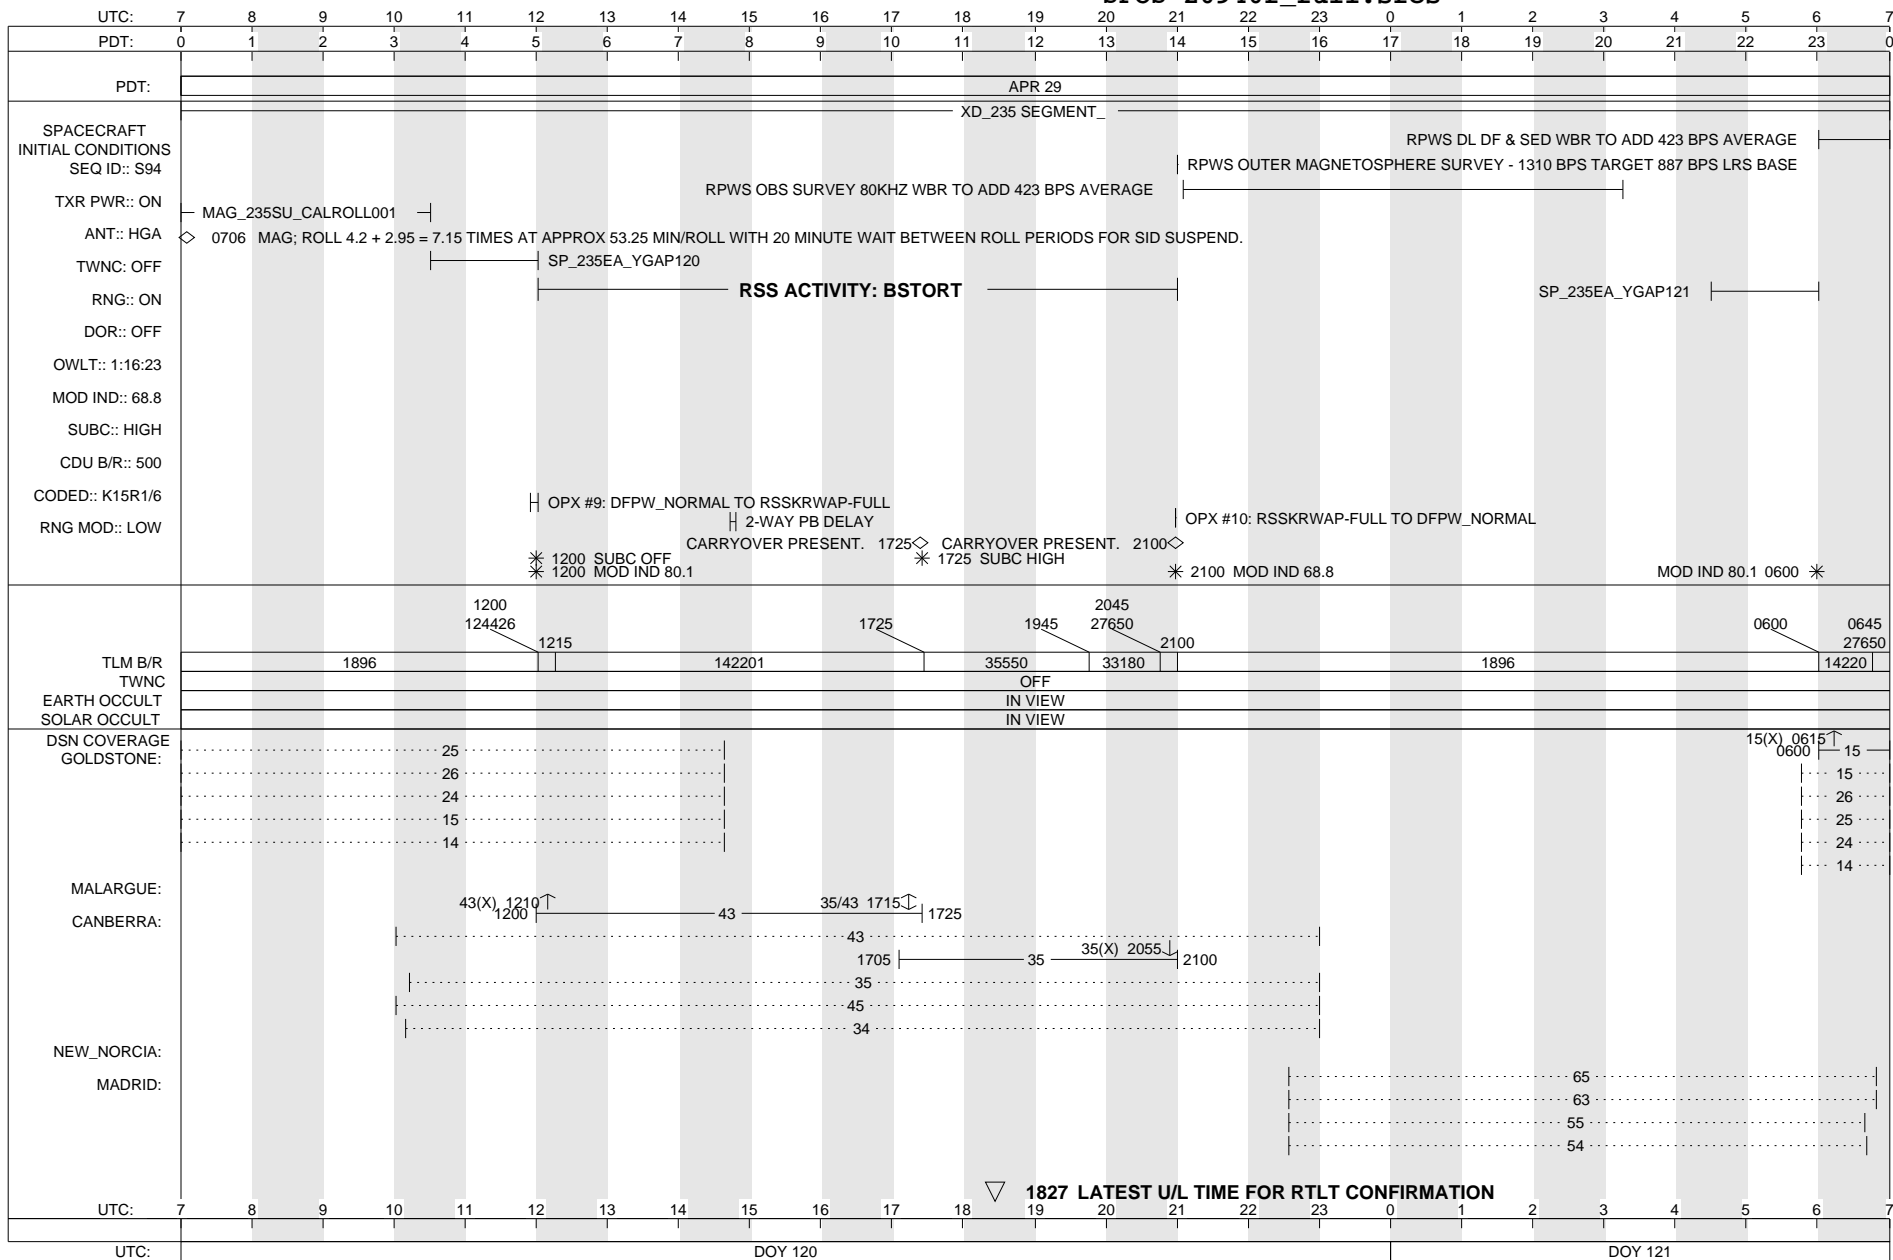 UTC: 7 8 9 10 11 12 13 14 15 16 17 18 19 20 21 22 23 0 1 2 3 4 5 6 7
PDT: 0 1 2 3 4 5 6 7 8 9 10 11 12 13 14 15 16 17 18 19 20 21 22 23 0
PDT: APR 29
XD_235 SEGMENT_
SPACECRAFT
INITIAL CONDITIONS
RPWS DL DF & SED WBR TO ADD 423 BPS AVERAGE
SEQ ID:: S94
RPWS OUTER MAGNETOSPHERE SURVEY - 1310 BPS TARGET 887 BPS LRS BASE
RPWS OBS SURVEY 80KHZ WBR TO ADD 423 BPS AVERAGE
TXR PWR:: ON
MAG_235SU_CALROLL001
ANT:: HGA
0706 MAG; ROLL 4.2 + 2.95 = 7.15 TIMES AT APPROX 53.25 MIN/ROLL WITH 20 MINUTE WAIT BETWEEN ROLL PERIODS FOR SID SUSPEND.
TWNC: OFF
SP_235EA_YGAP120
RSS ACTIVITY: BSTORT
SP_235EA_YGAP121
RNG:: ON
DOR:: OFF
OWLT:: 1:16:23
MOD IND:: 68.8
SUBC:: HIGH
CDU B/R:: 500
CODED:: K15R1/6
OPX #9: DFPW_NORMAL TO RSSKRWAP-FULL
RNG MOD:: LOW
2-WAY PB DELAY
OPX #10: RSSKRWAP-FULL TO DFPW_NORMAL
CARRYOVER PRESENT. 1725
CARRYOVER PRESENT. 2100
1200 SUBC OFF
1725 SUBC HIGH
1200 MOD IND 80.1
2100 MOD IND 68.8
MOD IND 80.1 0600
1200 2045
124426 1725 1945 27650 0600 0645
1215 2100 27650
TLM B/R 1896 142201 35550 33180 1896 14220
TWNC OFF
EARTH OCCULT IN VIEW
SOLAR OCCULT IN VIEW
DSN COVERAGE
GOLDSTONE:
25
15(X) 0615
0600 15
26 15
24 26
15 25
14 24
14
MALARGUE:
43(X) 1210
35/43 1715
CANBERRA:
1200 43 1725
43
35(X) 2055
1705 35 2100
35
45
34
NEW_NORCIA:
MADRID:
65
63
55
54
1827 LATEST U/L TIME FOR RTLT CONFIRMATION
UTC: 7 8 9 10 11 12 13 14 15 16 17 18 19 20 21 22 23 0 1 2 3 4 5 6 7
UTC: DOY 120 DOY 121